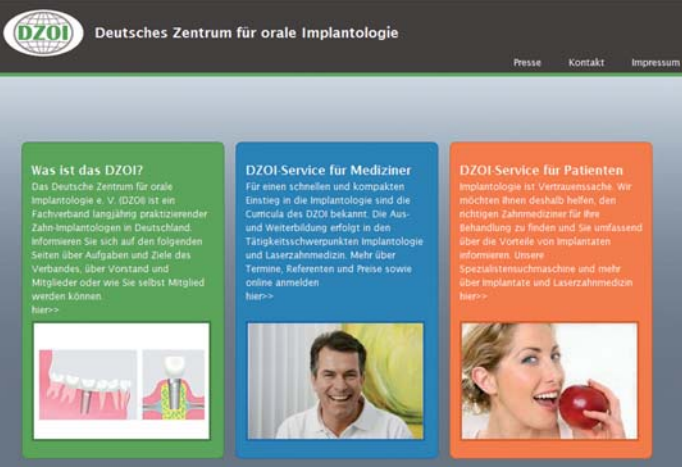 DZOI
Deutsches Zentrum für orale Implantologie
Presse Kontakt Impressum
Was ist das DZOI?
Das Deutsche Zentrum für orale
Implantologie e. V. (DZOI) ist ein
Fachverband langjährig praktizierender
Zahn-Implantologen in Deutschland.
Informieren Sie sich auf den folgenden
Seiten über Aufgaben und Ziele des
Verbandes, über Vorstand und
Mitglieder oder wie Sie selbst Mitglied
werden können.
hier>>
DZOI-Service für Mediziner
Für einen schnellen und kompakten
Einstieg in die Implantologie sind die
Curricula des DZOI bekannt. Die Aus-
und Weiterbildung erfolgt in den
Tätigkeitsschwerpunkten Implantologie
und Laserzahnmedizin. Mehr über
Termine, Referenten und Preise sowie
online anmelden
hier>>
DZOI-Service für Patienten
Implantologie ist Vertrauenssache. Wir
möchten Ihnen deshalb helfen, den
richtigen Zahnmediziner für Ihre
Behandlung zu finden und Sie umfassend
über die Vorteile von Implantaten
informieren. Unsere
Spezialistensuchmaschine und mehr
über Implantate und Laserzahnmedizin
hier>>